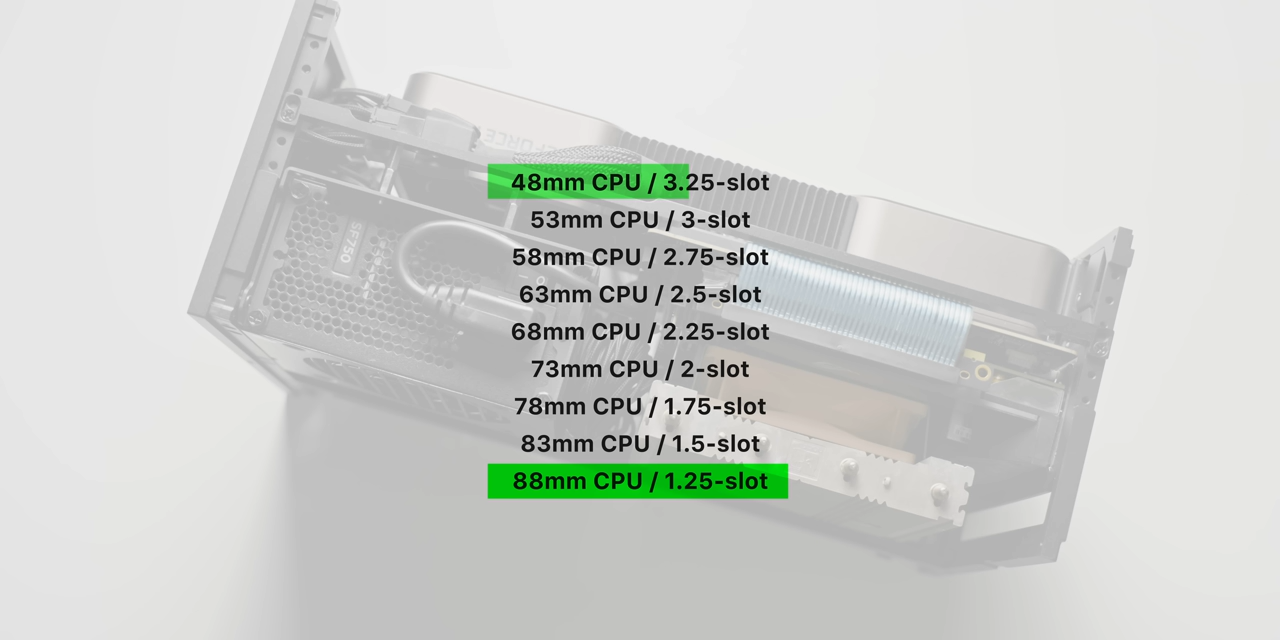 48mm CPU / 3.25-slot
53mm CPU / 3-slot
58mm CPU / 2.75-slot
63mm CPU / 2.5-slot
68mm CPU / 2.25-slot
73mm CPU / 2-slot
78mm CPU / 1.75-slot
83mm CPU / 1.5-slot
88mm CPU / 1.25-slot
SF750